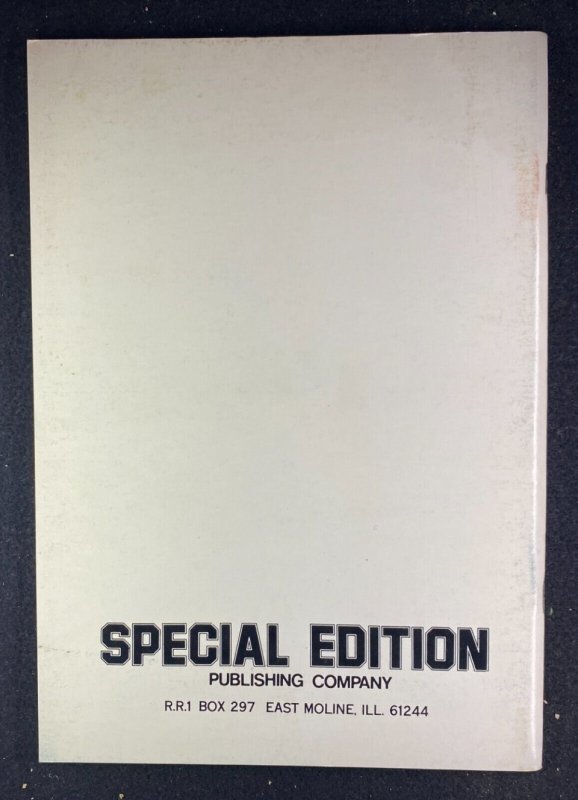 SPECIAL EDITION
PUBLISHING COMPANY
R.R.1 BOX 297 EAST MOLINE, ILL. 61244